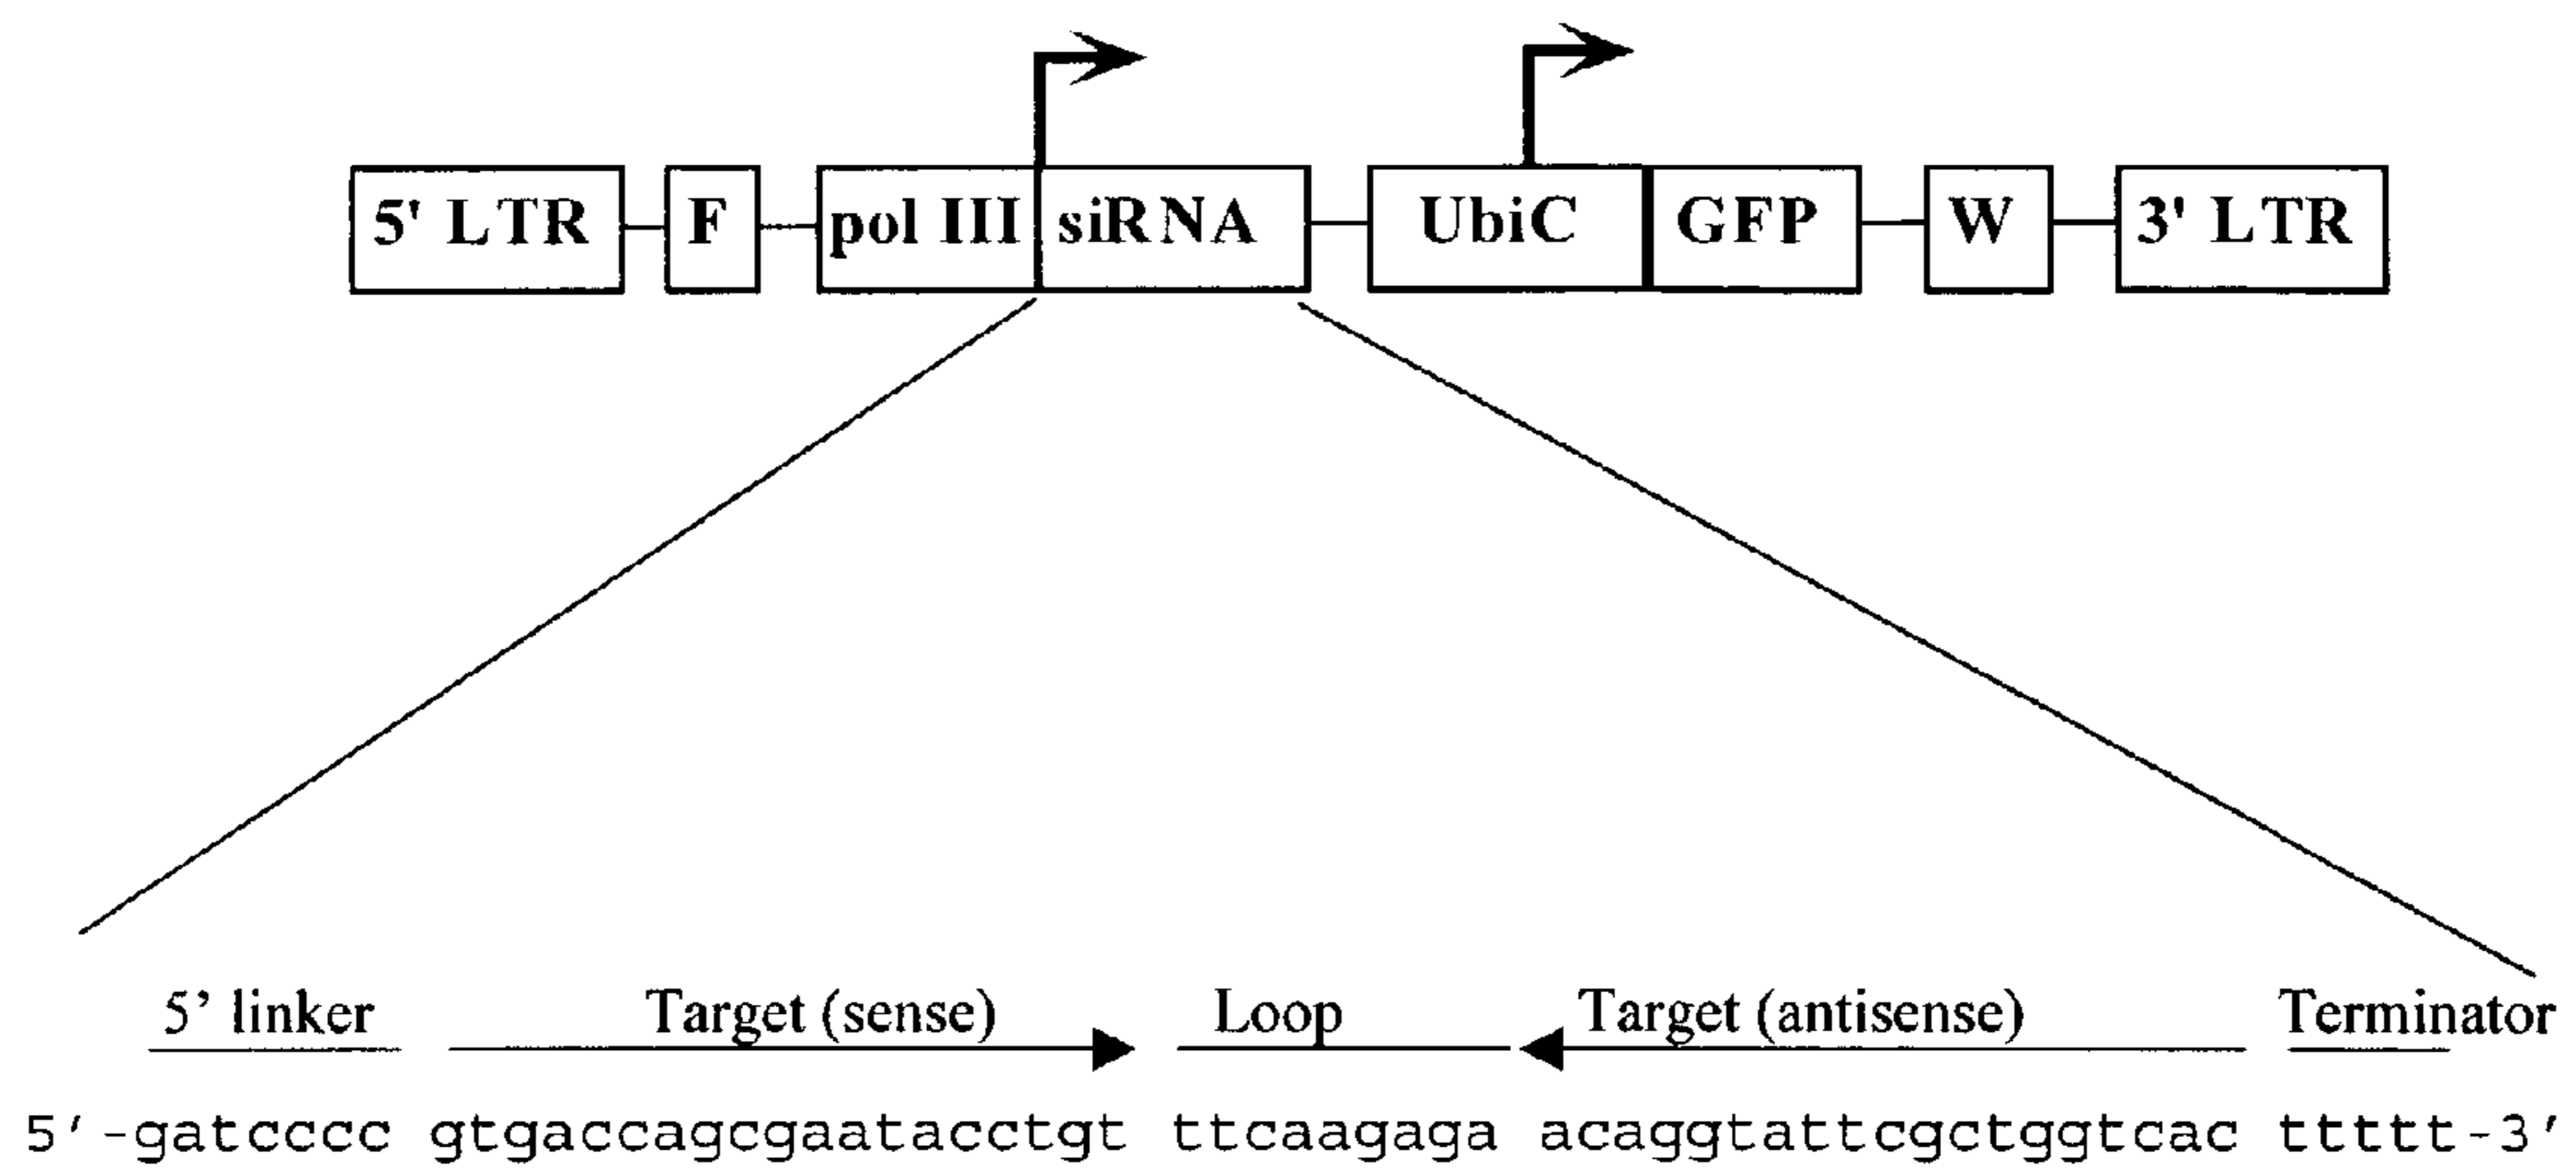 5' LTR F pol III siRNA UbiC GFP W 3' LTR
5’ linker Target (sense) Loop Target (antisense) Terminator
5′-gatcccc gtgaccagcgaatacctgt ttcaagaga acaggtattcgctggtcac ttttt-3′